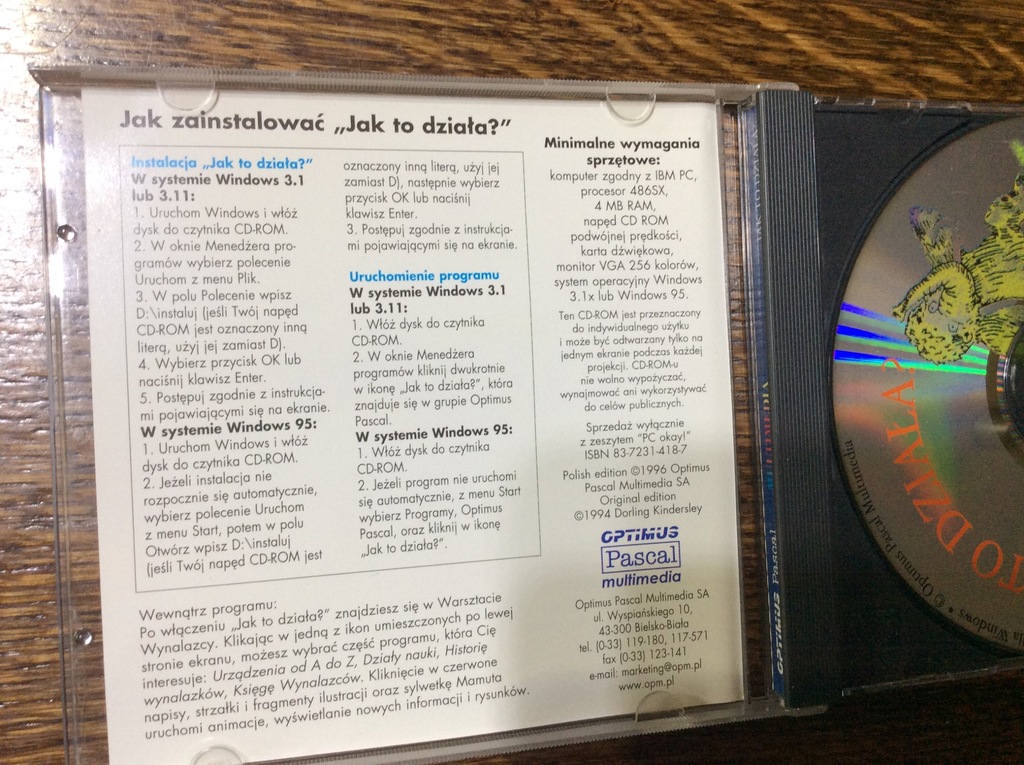 Jak zainstalować „Jak to działa?”
Instalacja „Jak to działa?”
W systemie Windows 3.1
lub 3.11:
1. Uruchom Windows i włóż
dysk do czytnika CD-ROM.
2. W oknie Menedżera pro-
gramów wybierz polecenie
Uruchom z menu Plik.
3. W polu Polecenie wpisz
D:\instaluj (jeśli Twój napęd
CD-ROM jest oznaczony inną
literą, użyj jej zamiast D).
4. Wybierz przycisk OK lub
naciśnij klawisz Enter.
5. Postępuj zgodnie z instrukcja-
mi pojawiającymi się na ekranie.
W systemie Windows 95:
1. Uruchom Windows i włóż
dysk do czytnika CD-ROM.
2. Jeżeli instalacja nie
rozpocznie się automatycznie,
wybierz polecenie Uruchom
z menu Start, potem w polu
Otwórz wpisz D:\instaluj
(jeśli Twój napęd CD-ROM jest
oznaczony inną literą, użyj jej
zamiast D), następnie wybierz
przycisk OK lub naciśnij
klawisz Enter.
3. Postępuj zgodnie z instrukcja-
mi pojawiającymi się na ekranie.
Uruchomienie programu
W systemie Windows 3.1
lub 3.11:
1. Włóż dysk do czytnika
CD-ROM.
2. W oknie Menedżera
programów kliknij dwukrotnie
w ikonę „Jak to działa?”, która
znajduje się w grupie Optimus
Pascal.
W systemie Windows 95:
1. Włóż dysk do czytnika
CD-ROM.
2. Jeżeli program nie uruchomi
się automatycznie, z menu Start
wybierz Programy, Optimus
Pascal, oraz kliknij w ikonę
„Jak to działa?”.
Wewnątrz programu:
Po włączeniu „Jak to działa?” znajdziesz się w Warsztacie
Wynalazcy. Klikając w jedną z ikon umieszczonych po lewej
stronie ekranu, możesz wybrać część programu, która Cię
interesuje: Urządzenia od A do Z, Działy nauki, Historię
wynalazków, Księgę Wynalazców. Kliknięcie w czerwone
napisy, strzałki i fragmenty ilustracji oraz sylwetkę Mamuta
uruchomi animacje, wyświetlanie nowych informacji i rysunków.
Minimalne wymagania
sprzętowe:
komputer zgodny z IBM PC,
procesor 486SX,
4 MB RAM,
napęd CD ROM
podwójnej prędkości,
karta dźwiękowa,
monitor VGA 256 kolorów,
system operacyjny Windows
3.1x lub Windows 95.
Ten CD-ROM jest przeznaczony
do indywidualnego użytku
i może być odtwarzany tylko na
jednym ekranie podczas każdej
projekcji. CD-ROM-u
nie wolno wypożyczać,
wynajmować ani wykorzystywać
do celów publicznych.
Sprzedaż wyłącznie
z zeszytem "PC okay!"
ISBN 83-7231-418-7
Polish edition ©1996 Optimus
Pascal Multimedia SA
Original edition
©1994 Dorling Kindersley
OPTIMUS
Pascal
multimedia
Optimus Pascal Multimedia SA
ul. Wyspiańskiego 10,
43-300 Bielsko-Biała
tel. (0-33) 119-180, 117-571
fax (0-33) 123-141
e-mail: marketing@opm.pl
www.opm.pl
OPTIMUS Pascal MULTIMEDIA
TO DZIAŁA?
Windows • © Optimus Pascal Multimedia